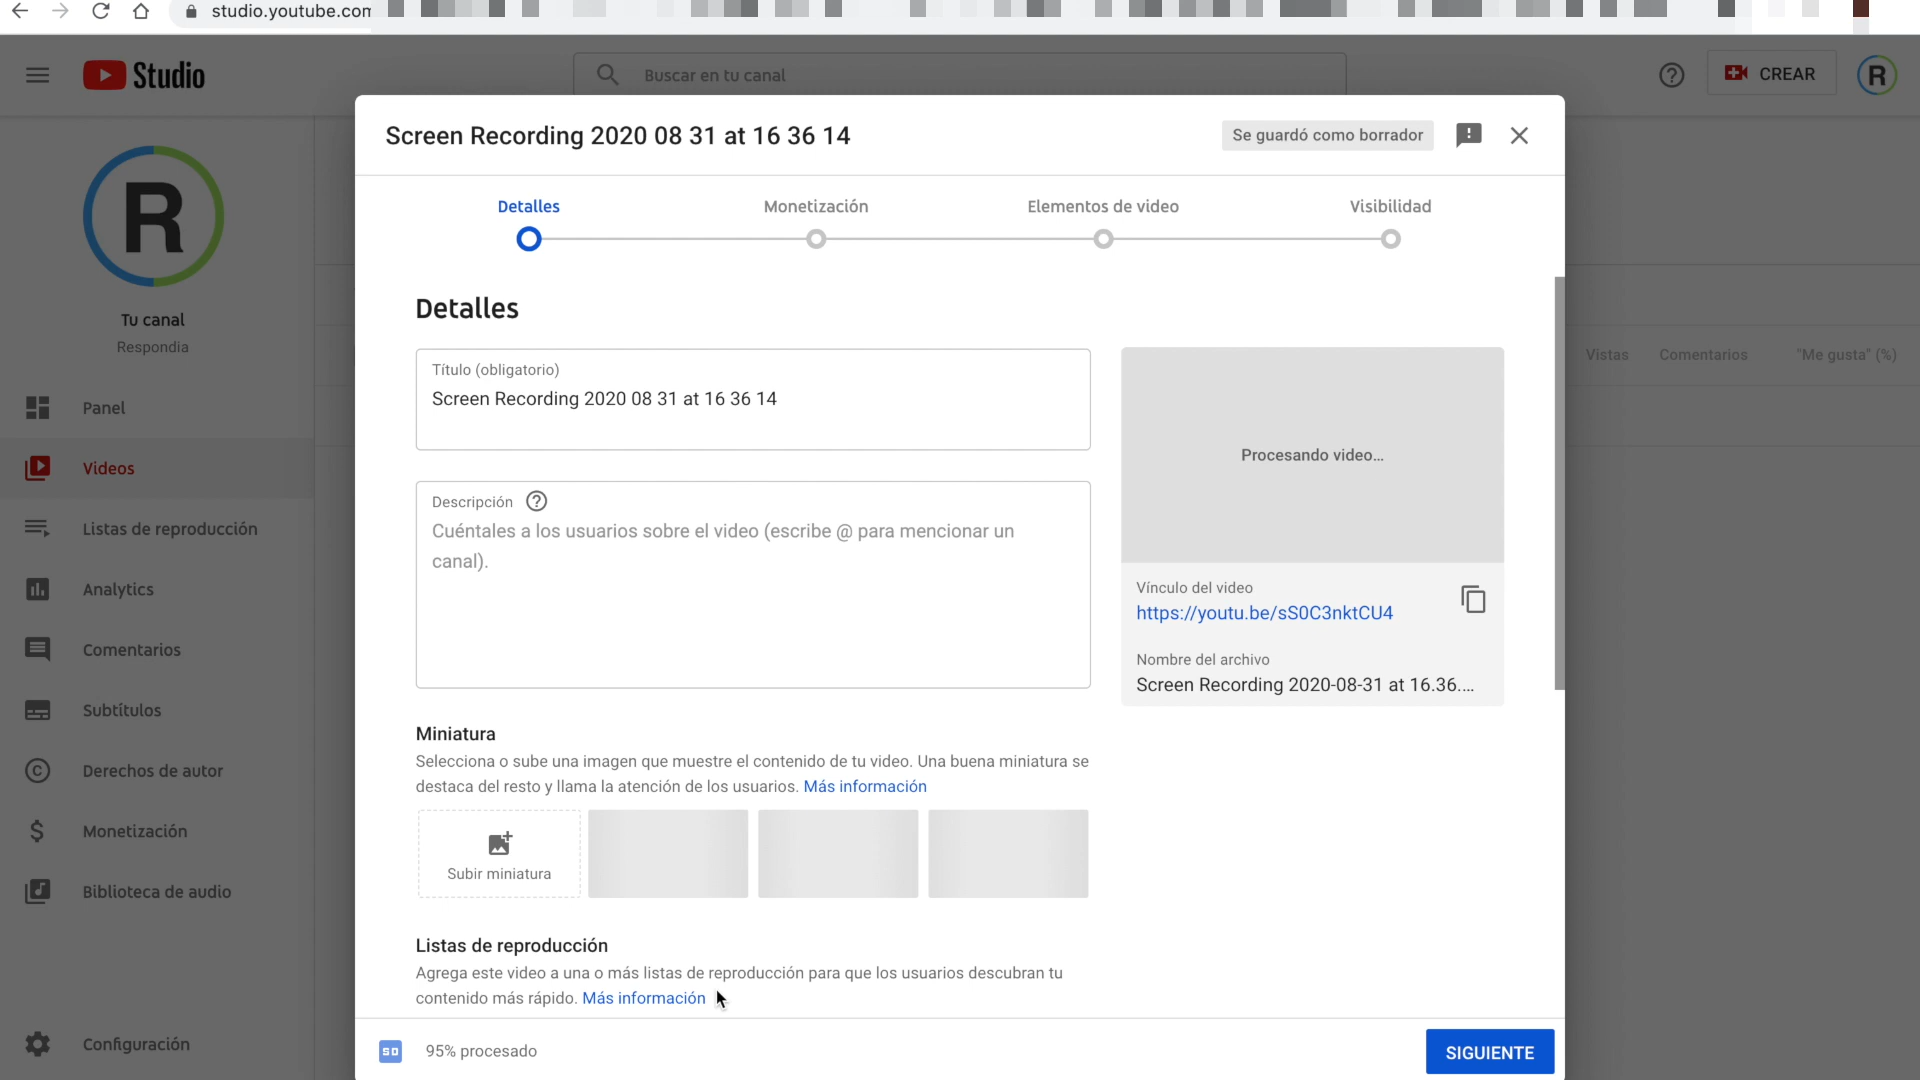 studio.youtube.com
Studio
Buscar en tu canal
CREAR
R
Screen Recording 2020 08 31 at 16 36 14
Se guardó como borrador
Detalles
Monetización
Elementos de video
Visibilidad
R
Tu canal
Respondia
Panel
Videos
Listas de reproducción
Analytics
Comentarios
Subtítulos
Derechos de autor
Monetización
Biblioteca de audio
Configuración
Detalles
Título (obligatorio)
Screen Recording 2020 08 31 at 16 36 14
Descripción
Cuéntales a los usuarios sobre el video (escribe @ para mencionar un
canal).
Procesando video...
Vínculo del video
https://youtu.be/sS0C3nktCU4
Nombre del archivo
Screen Recording 2020-08-31 at 16.36....
Vistas
Comentarios
"Me gusta" (%)
Miniatura
Selecciona o sube una imagen que muestre el contenido de tu video. Una buena miniatura se
destaca del resto y llama la atención de los usuarios. Más información
Subir miniatura
Listas de reproducción
Agrega este video a una o más listas de reproducción para que los usuarios descubran tu
contenido más rápido. Más información
SD
95% procesado
SIGUIENTE